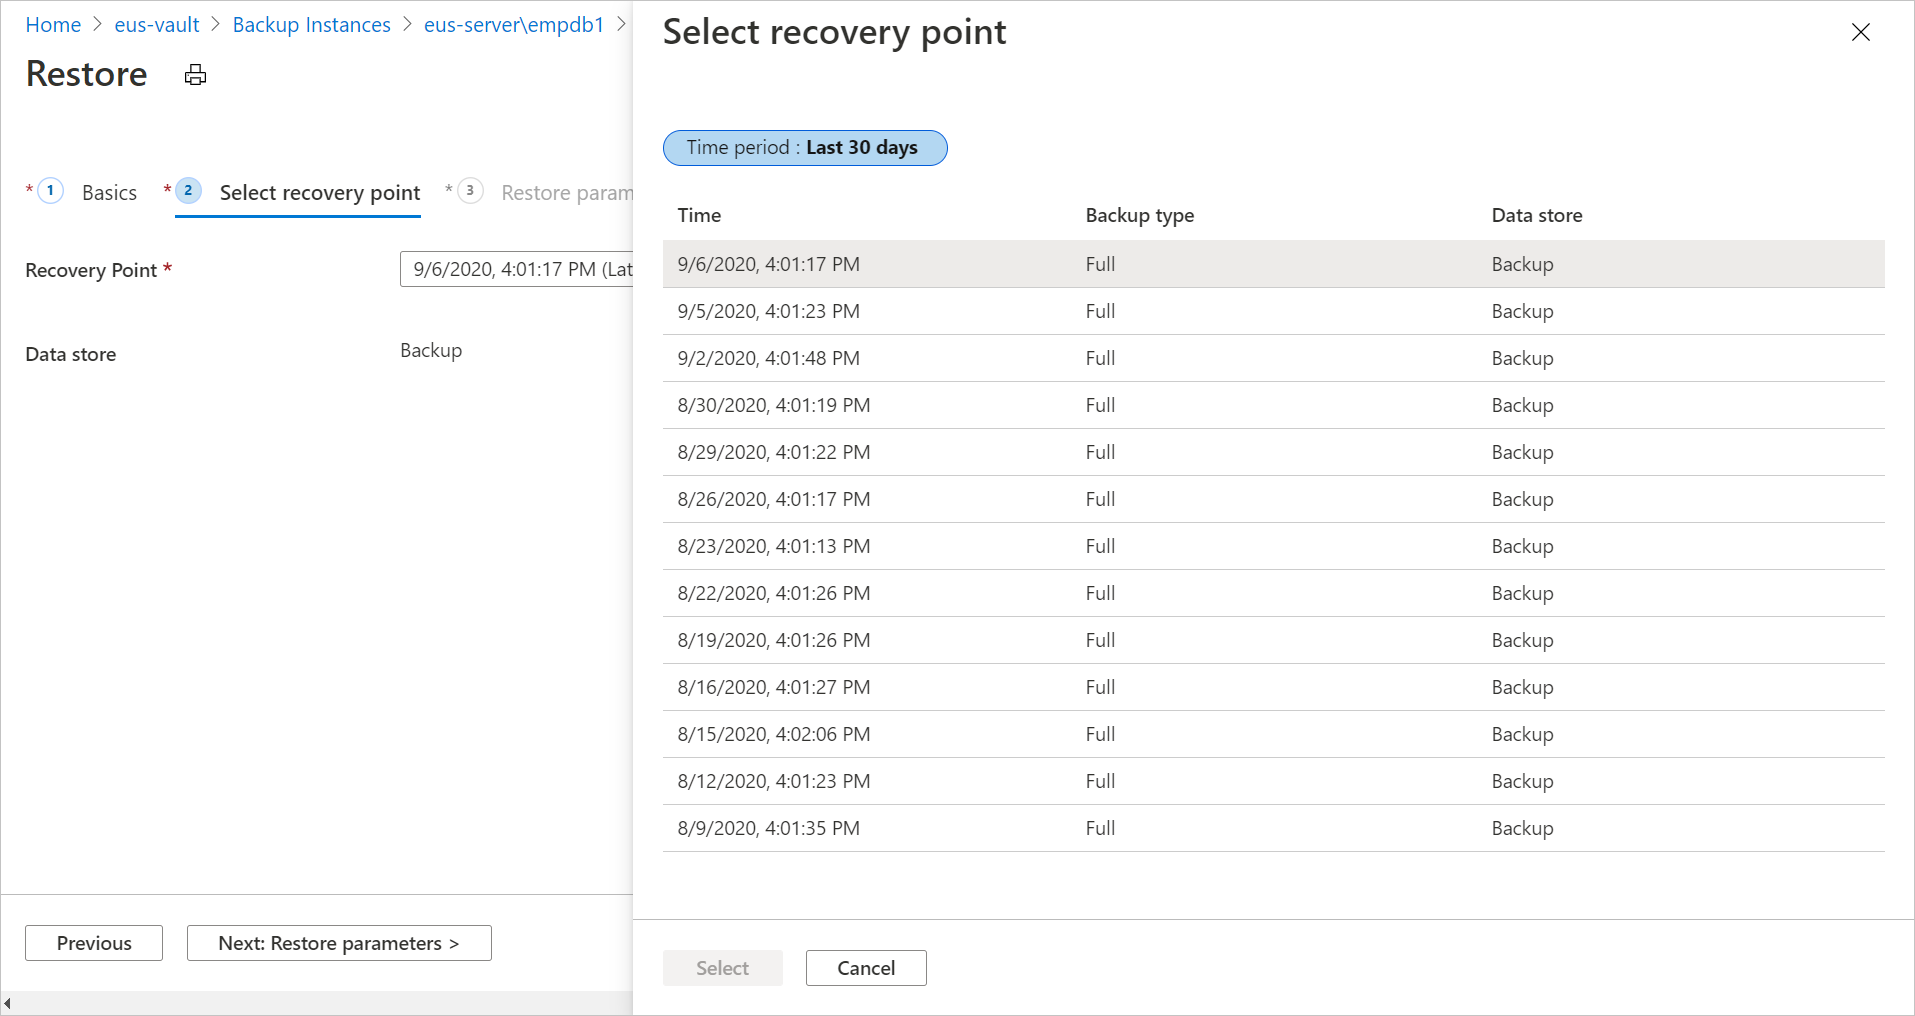 Home > eus-vault > Backup Instances > eus-server\empdb1 >
Restore
* 1 Basics * 2 Select recovery point * 3 Restore param
Recovery Point * 9/6/2020, 4:01:17 PM (Lat
Data store Backup
Previous Next: Restore parameters >
Select recovery point
Time period : Last 30 days
Time Backup type Data store
9/6/2020, 4:01:17 PM Full Backup
9/5/2020, 4:01:23 PM Full Backup
9/2/2020, 4:01:48 PM Full Backup
8/30/2020, 4:01:19 PM Full Backup
8/29/2020, 4:01:22 PM Full Backup
8/26/2020, 4:01:17 PM Full Backup
8/23/2020, 4:01:13 PM Full Backup
8/22/2020, 4:01:26 PM Full Backup
8/19/2020, 4:01:26 PM Full Backup
8/16/2020, 4:01:27 PM Full Backup
8/15/2020, 4:02:06 PM Full Backup
8/12/2020, 4:01:23 PM Full Backup
8/9/2020, 4:01:35 PM Full Backup
Select Cancel